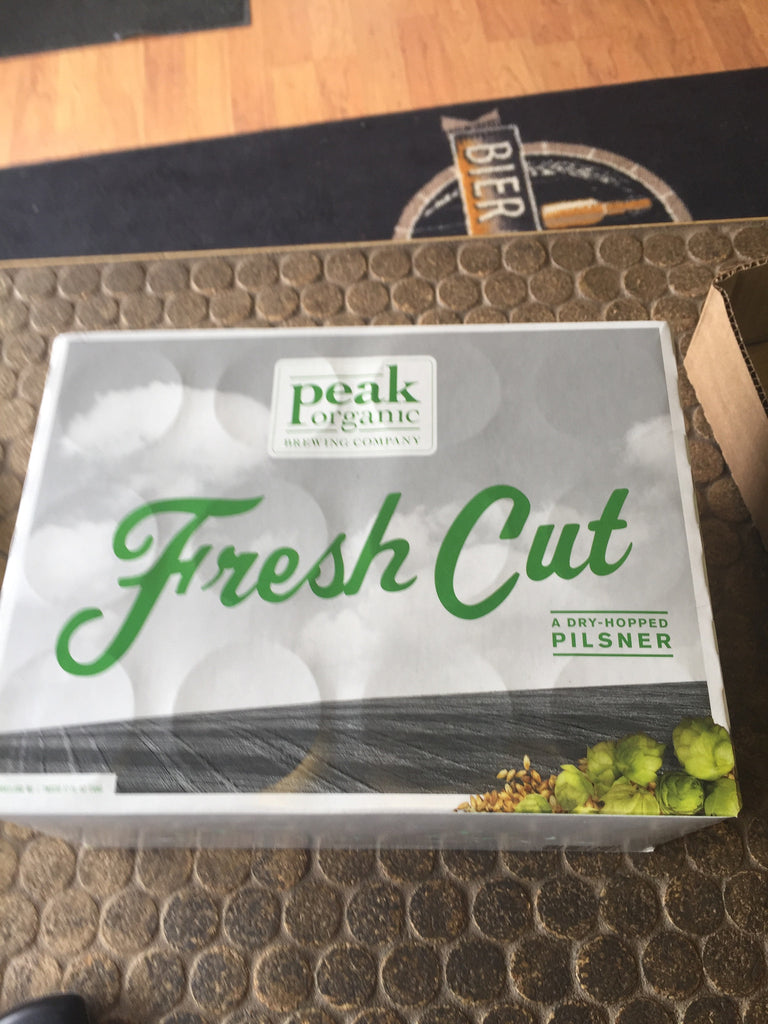 BIER
peak
organic
BREWING COMPANY
Fresh Cut
A DRY-HOPPED
PILSNER